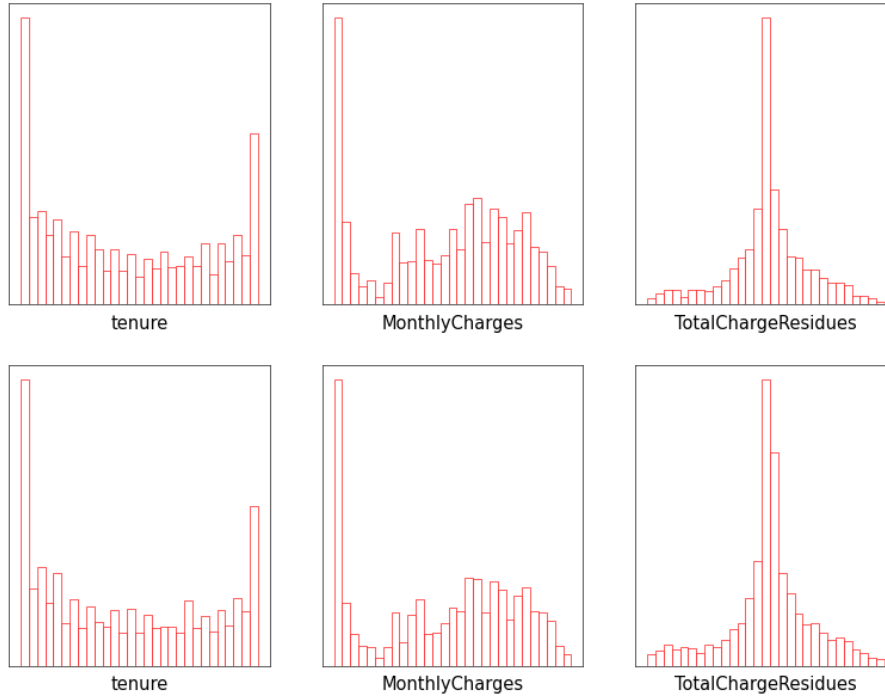 tenure
MonthlyCharges
TotalChargeResidues
tenure
MonthlyCharges
TotalChargeResidues